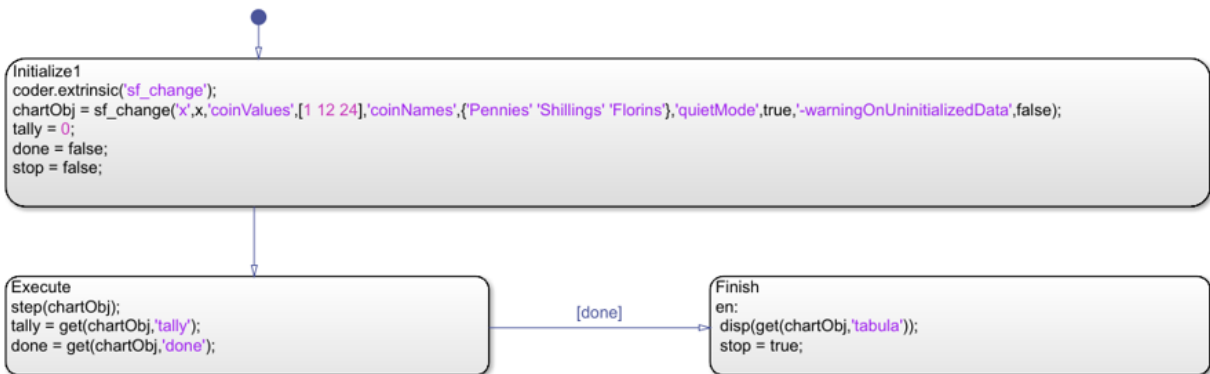 Initialize1
coder.extrinsic('sf_change');
chartObj = sf_change('x',x,'coinValues',[1 12 24],'coinNames',{'Pennies' 'Shillings' 'Florins'},'quietMode',true,'-warningOnUninitializedData',false);
tally = 0;
done = false;
stop = false;
Execute
step(chartObj);
tally = get(chartObj,'tally');
done = get(chartObj,'done');
[done]
Finish
en:
disp(get(chartObj,'tabula'));
stop = true;